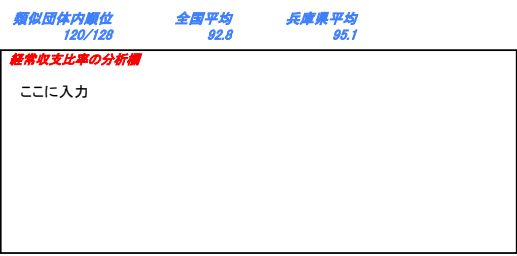 類似団体内順位 全国平均 兵庫県平均
120/128 92.8 95.1
経常収支比率の分析欄
ここに入力